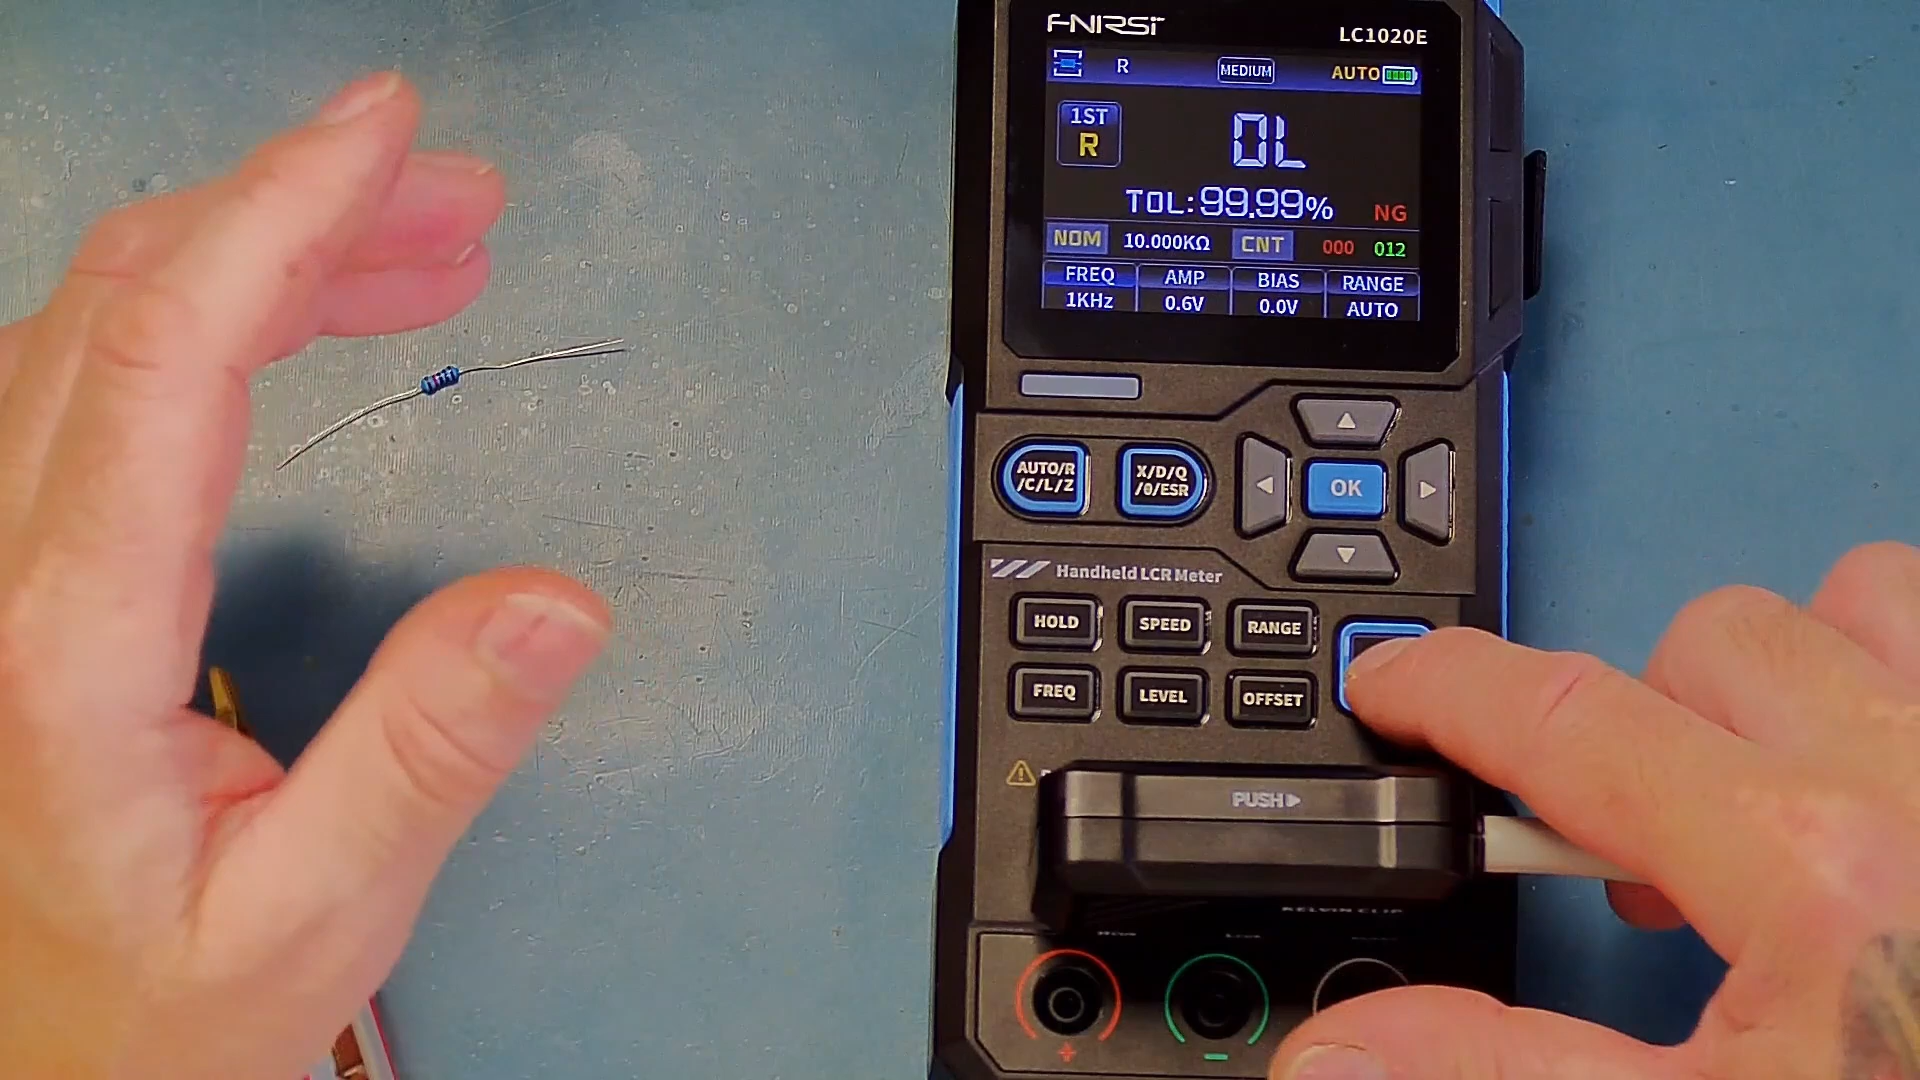 FNIRSI
LC1020E
R MEDIUM AUTO
1ST
R
OL
TOL:99.99% NG
NOM 10.000KΩ CNT 000 012
FREQ AMP BIAS RANGE
1KHz 0.6V 0.0V AUTO
AUTO/R
/C/L/Z
X/D/Q
/θ/ESR
OK
Handheld LCR Meter
HOLD SPEED RANGE
FREQ LEVEL OFFSET
PUSH
KELVIN CLIP
+ −